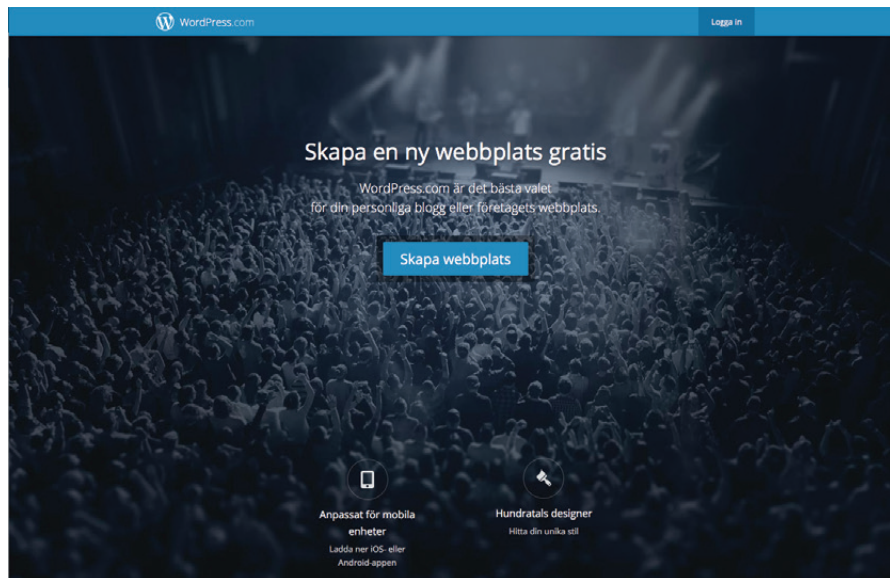 WordPress.com
Logga in
Skapa en ny webbplats gratis
WordPress.com är det bästa valet
för din personliga blogg eller företagets webbplats.
Skapa webbplats
Anpassat för mobila
enheter
Ladda ner iOS- eller
Android-appen
Hundratals designer
Hitta din unika stil